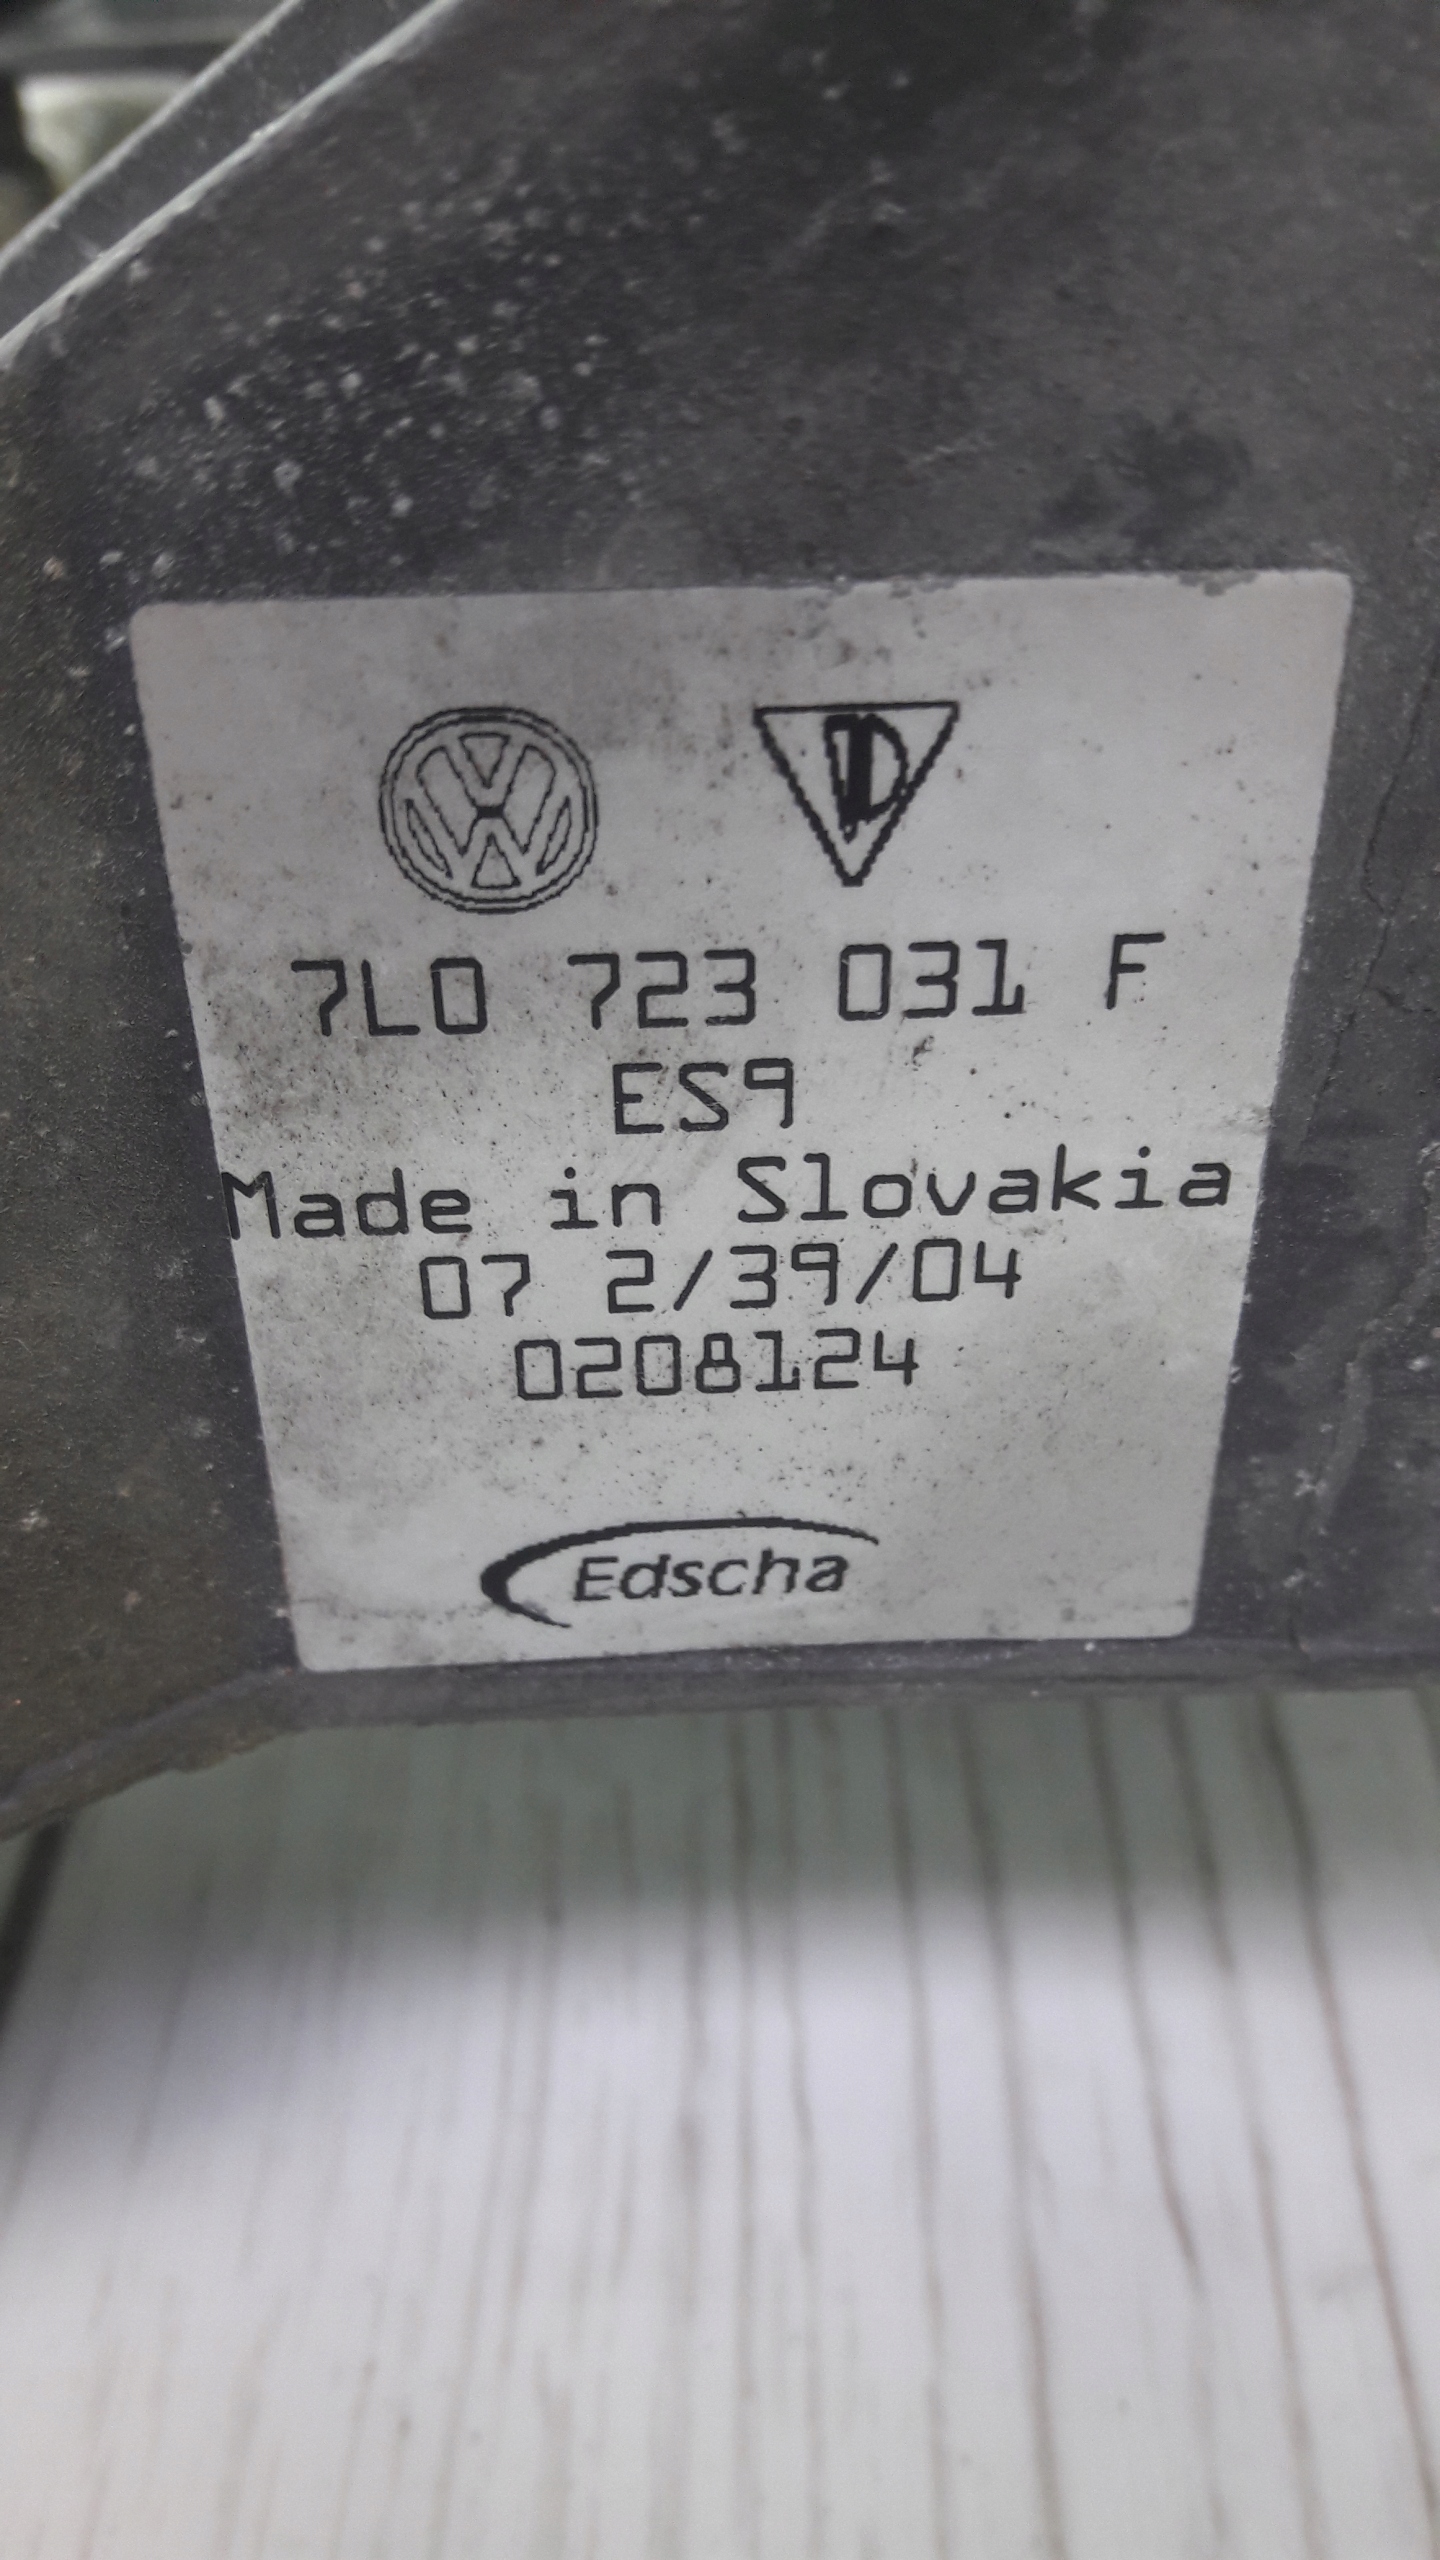 7L0 723 031 F
ES9
Made in Slovakia
07 2/39/04
0208124
Edscha